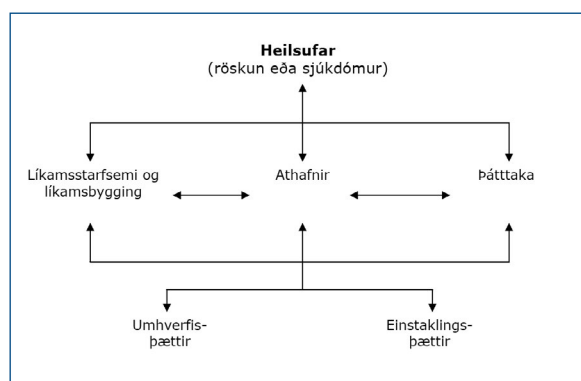 Heilsufar
(röskun eða sjúkdómur)
Líkamsstarfsemi og
líkamsbygging
Athafnir
Þátttaka
Umhverfis-
þættir
Einstaklings-
þættir